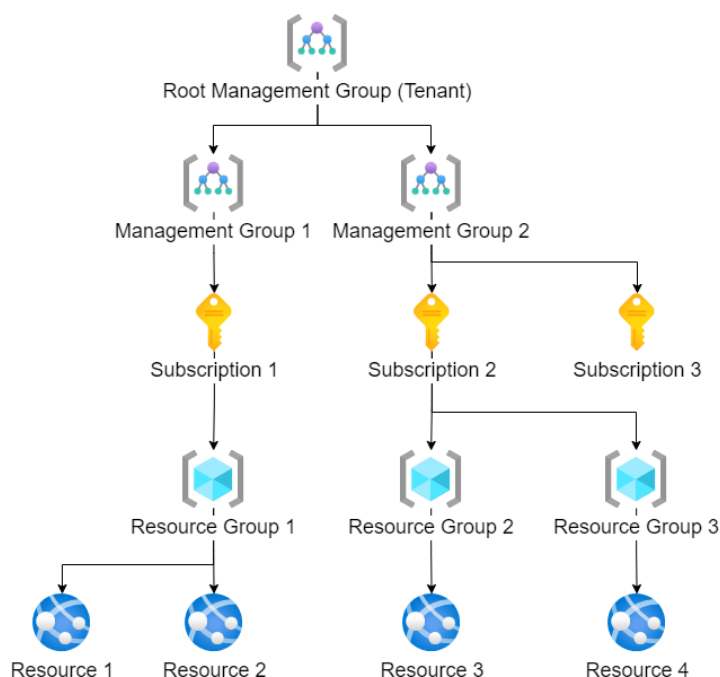 Root Management Group (Tenant)
Management Group 1
Management Group 2
Subscription 1
Subscription 2
Subscription 3
Resource Group 1
Resource Group 2
Resource Group 3
Resource 1
Resource 2
Resource 3
Resource 4